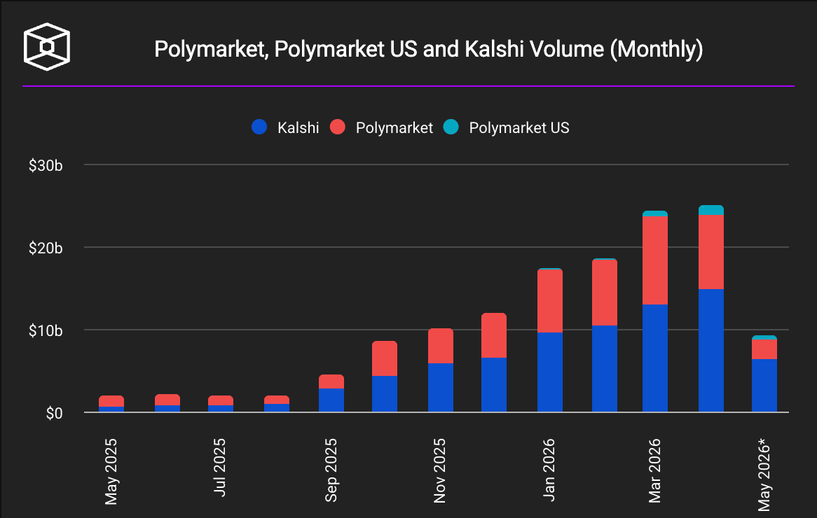 Polymarket, Polymarket US and Kalshi Volume (Monthly)
Kalshi Polymarket Polymarket US
$30b
$20b
$10b
$0
May 2025
Jul 2025
Sep 2025
Nov 2025
Jan 2026
Mar 2026
May 2026*